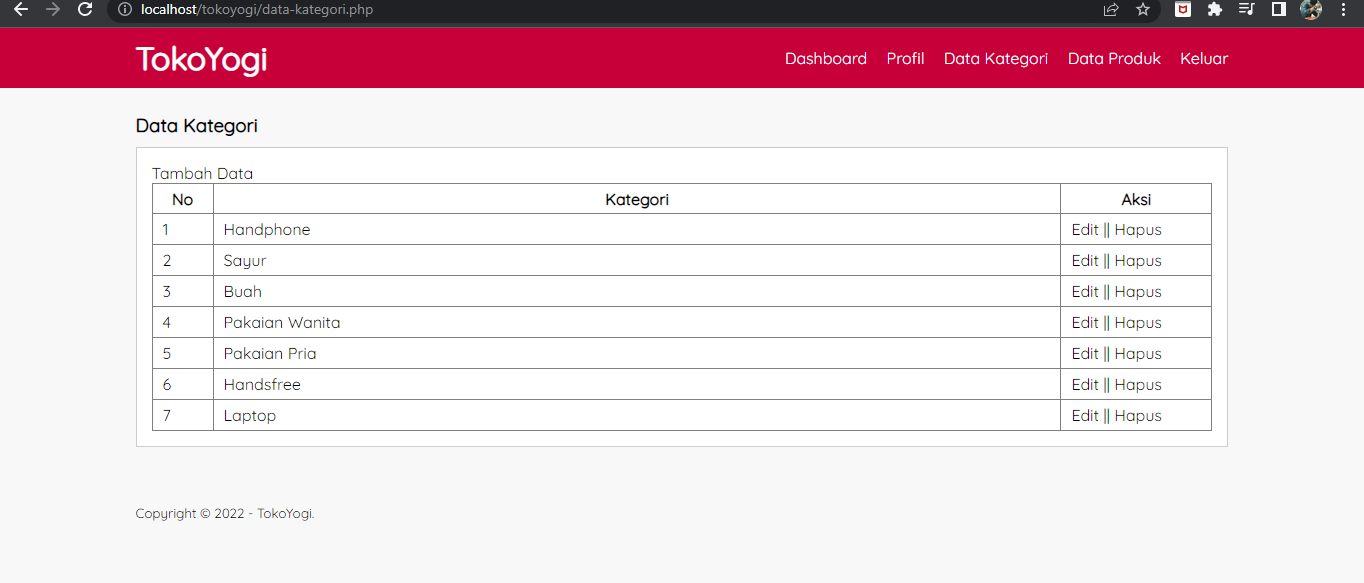 localhost/tokoyogi/data-kategori.php
TokoYogi
Dashboard Profil Data Kategori Data Produk Keluar
Data Kategori
Tambah Data
No Kategori Aksi
1 Handphone Edit || Hapus
2 Sayur Edit || Hapus
3 Buah Edit || Hapus
4 Pakaian Wanita Edit || Hapus
5 Pakaian Pria Edit || Hapus
6 Handsfree Edit || Hapus
7 Laptop Edit || Hapus
Copyright © 2022 - TokoYogi.